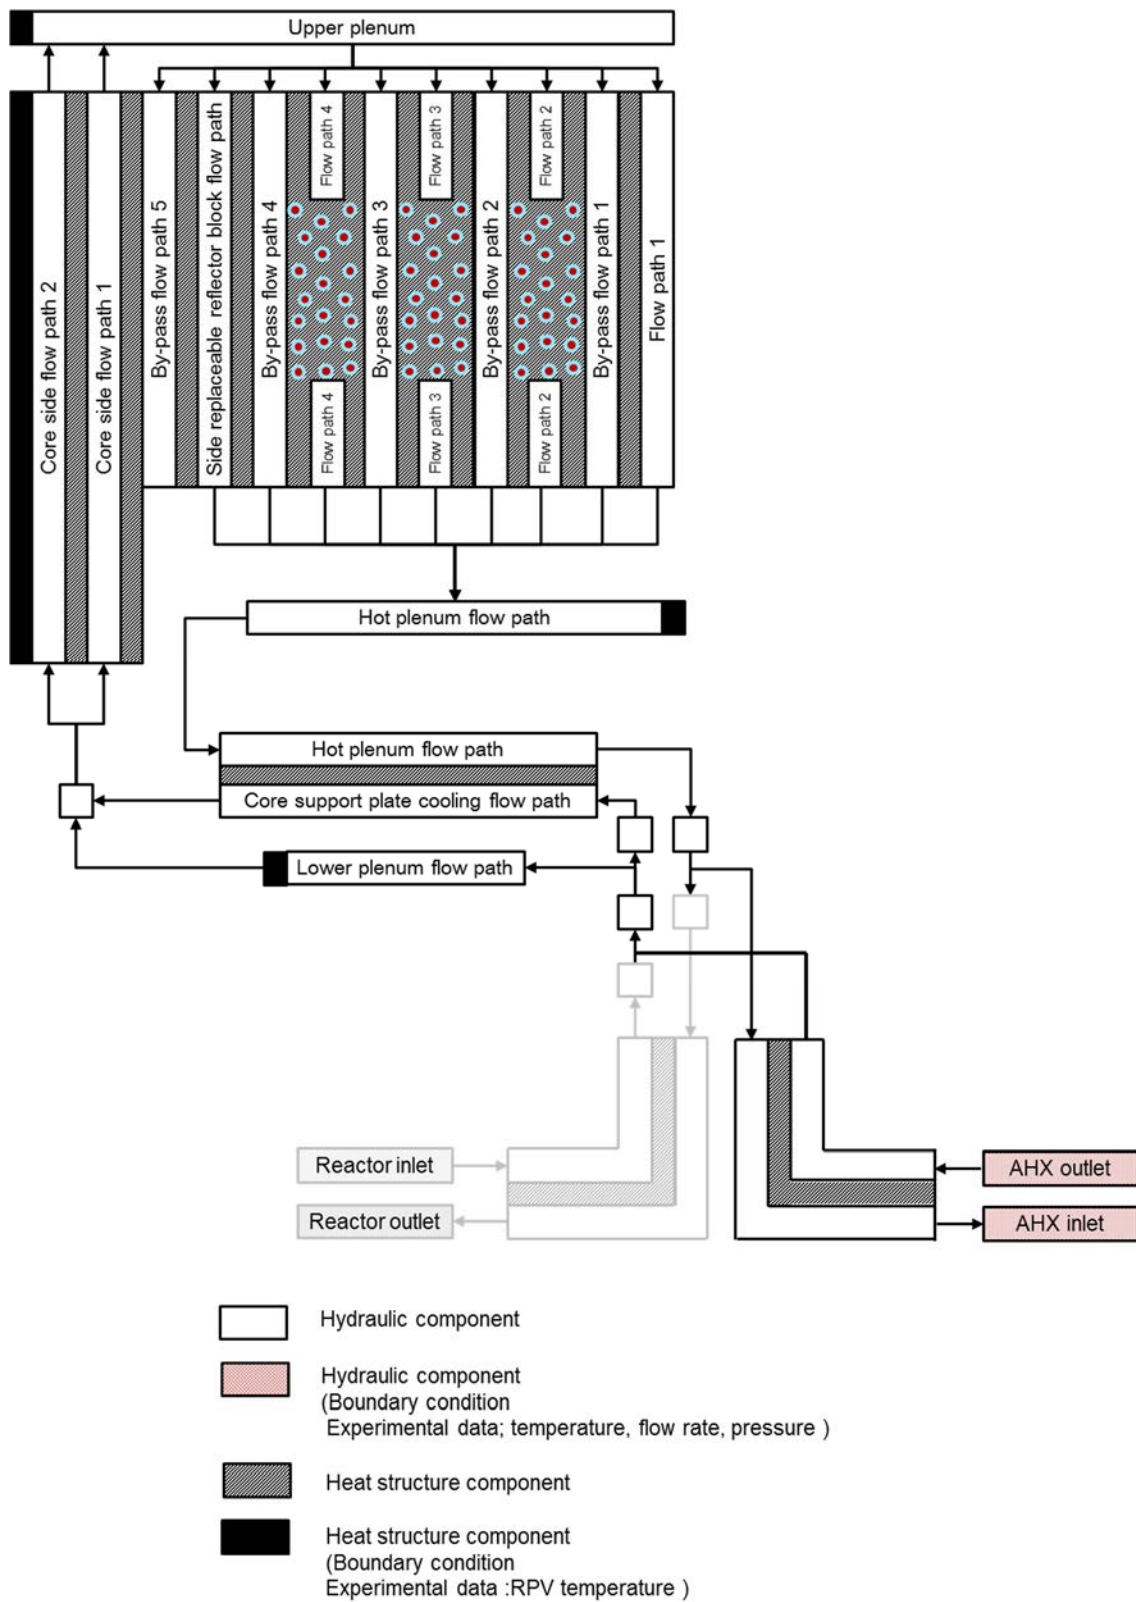 Upper plenum
Core side flow path 2
Core side flow path 1
By-pass flow path 5
Side replaceable reflector block flow path
By-pass flow path 4
Flow path 4
Flow path 4
By-pass flow path 3
Flow path 3
Flow path 3
By-pass flow path 2
Flow path 2
Flow path 2
By-pass flow path 1
Flow path 1
Hot plenum flow path
Hot plenum flow path
Core support plate cooling flow path
Lower plenum flow path
Reactor inlet
Reactor outlet
AHX outlet
AHX inlet
Hydraulic component
Hydraulic component
(Boundary condition
Experimental data; temperature, flow rate, pressure )
Heat structure component
Heat structure component
(Boundary condition
Experimental data :RPV temperature )